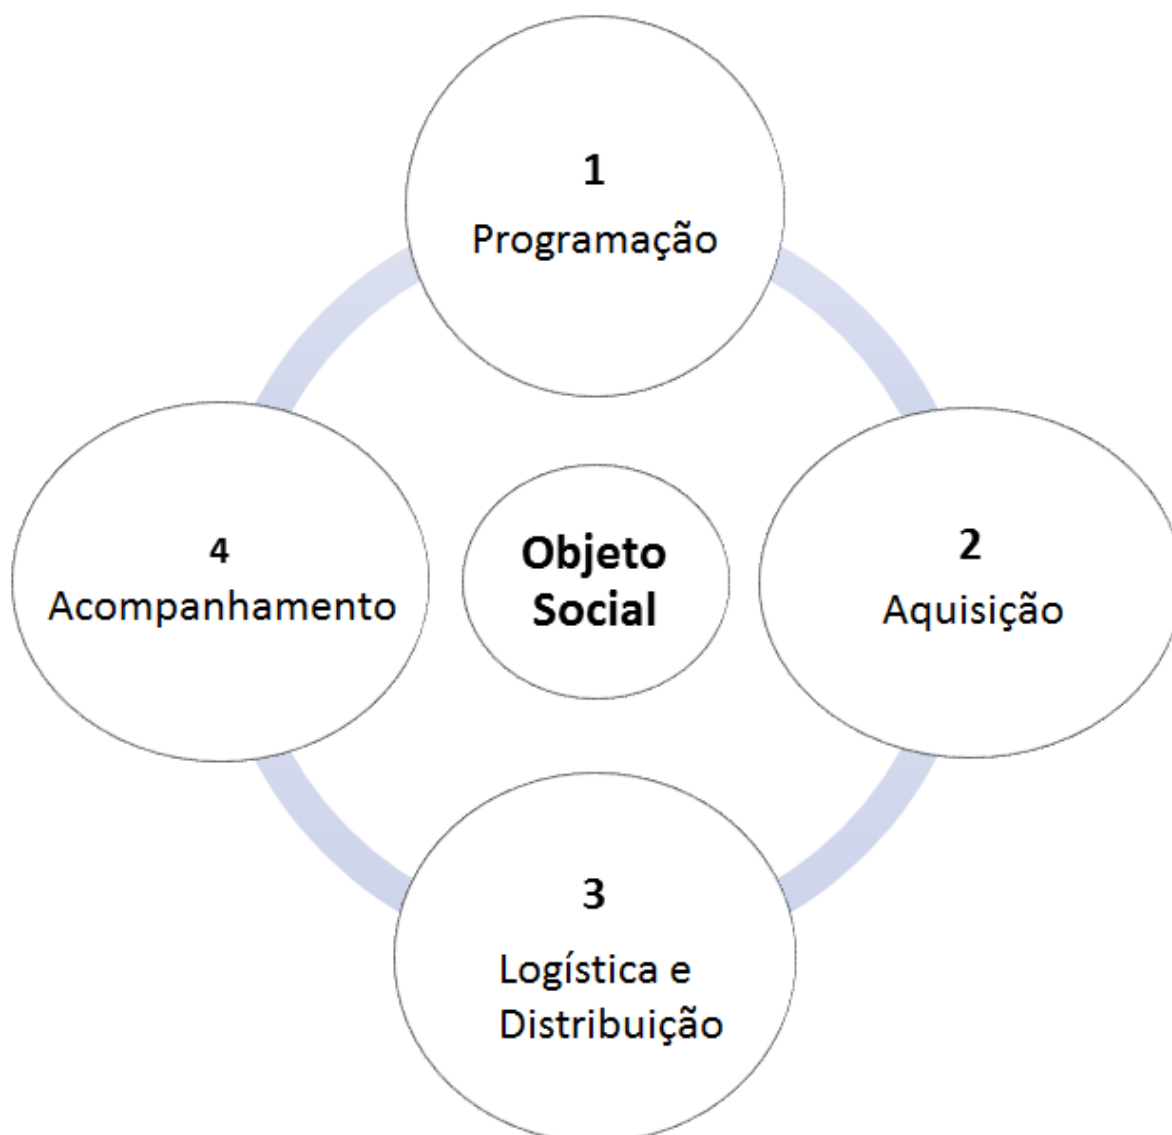 1
Programação
2
Aquisição
3
Logística e
Distribuição
4
Acompanhamento
Objeto
Social